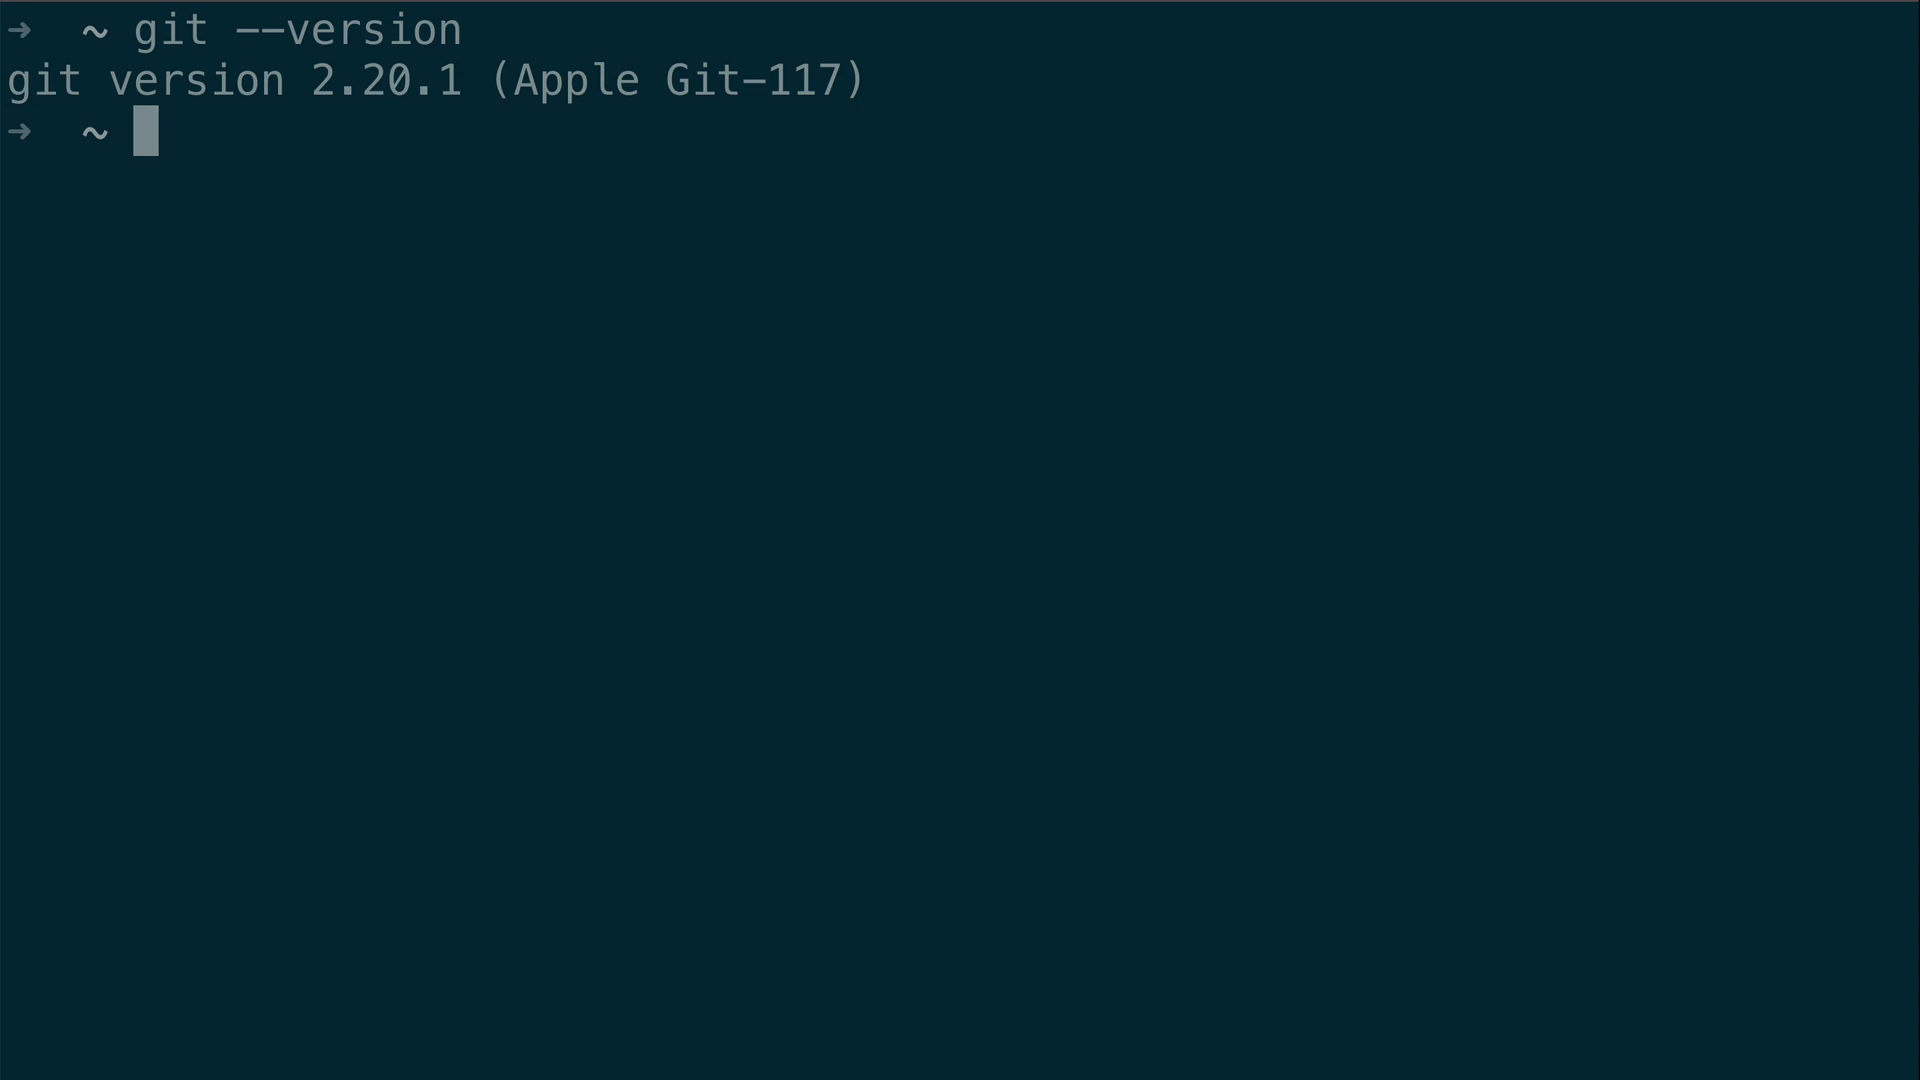 ➜  ~ git --version
git version 2.20.1 (Apple Git-117)
➜  ~